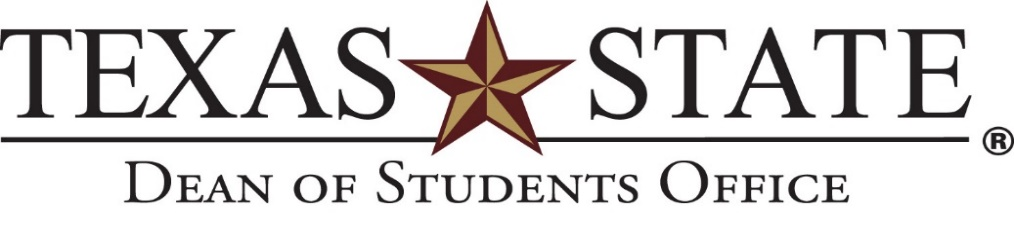 TEXAS STATE
®
DEAN OF STUDENTS OFFICE